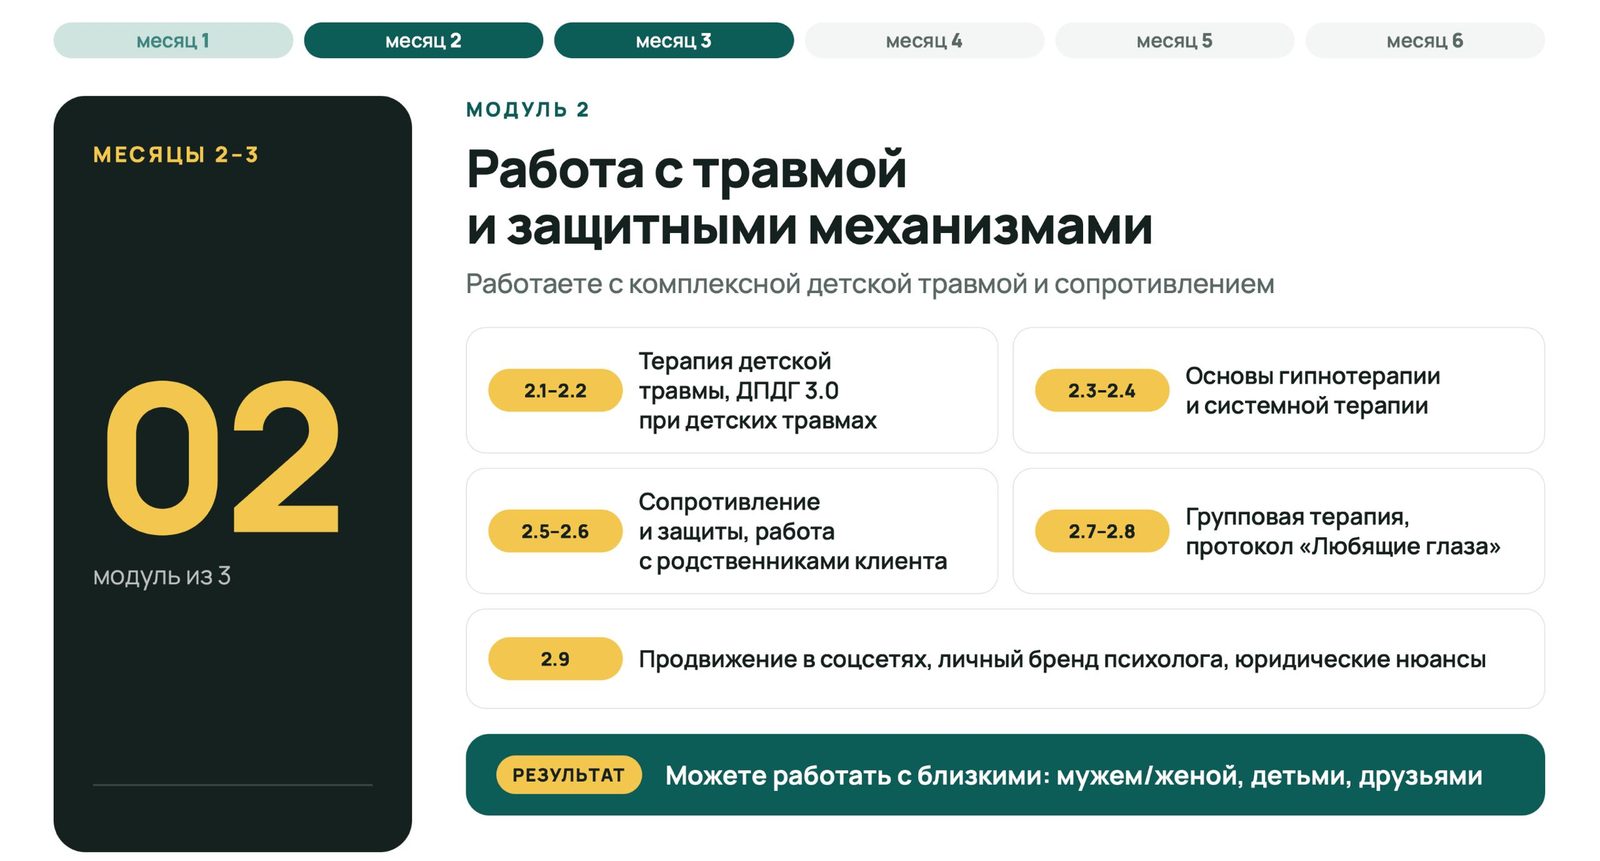 месяц 1
месяц 2
месяц 3
месяц 4
месяц 5
месяц 6
МЕСЯЦЫ 2–3
02
модуль из 3
МОДУЛЬ 2
Работа с травмой
и защитными механизмами
Работаете с комплексной детской травмой и сопротивлением
2.1–2.2
Терапия детской
травмы, ДПДГ 3.0
при детских травмах
2.3–2.4
Основы гипнотерапии
и системной терапии
2.5–2.6
Сопротивление
и защиты, работа
с родственниками клиента
2.7–2.8
Групповая терапия,
протокол «Любящие глаза»
2.9
Продвижение в соцсетях, личный бренд психолога, юридические нюансы
РЕЗУЛЬТАТ
Можете работать с близкими: мужем/женой, детьми, друзьями